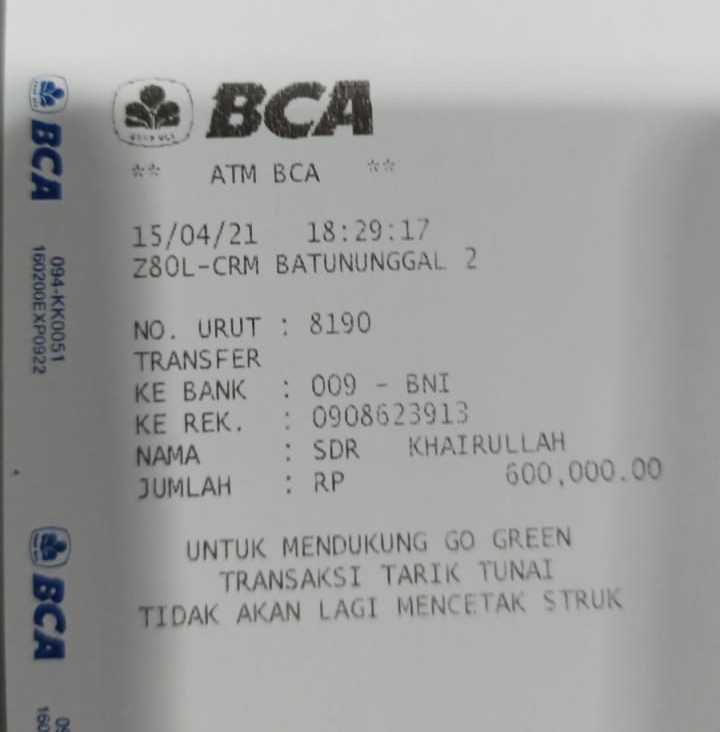 BCA
** ATM BCA **
15/04/21 18:29:17
Z80L-CRM BATUNUNGGAL 2
NO. URUT : 8190
TRANSFER
KE BANK : 009 - BNI
KE REK. : 0908623913
NAMA : SDR KHAIRULLAH
JUMLAH : RP 600,000.00
UNTUK MENDUKUNG GO GREEN
TRANSAKSI TARIK TUNAI
TIDAK AKAN LAGI MENCETAK STRUK
BCA
094-KK0051
160200EXP0922
BCA